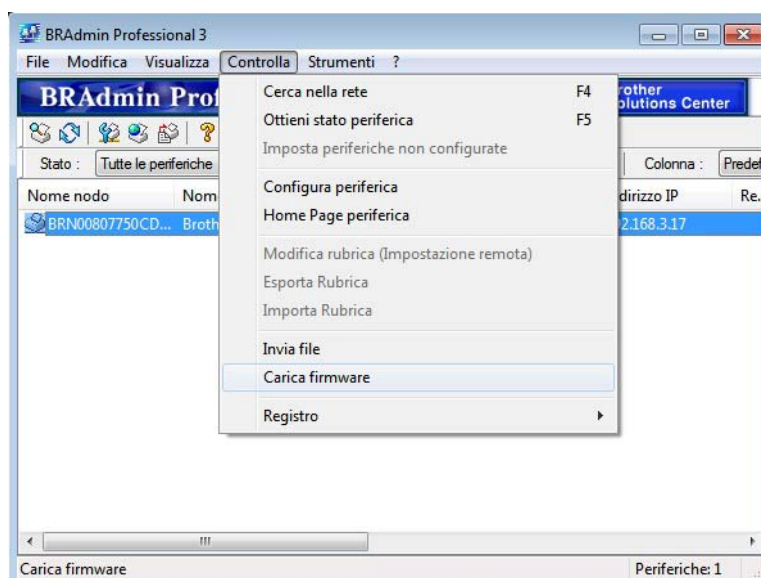 BRAdmin Professional 3
File Modifica Visualizza Controlla Strumenti ?
BRAdmin Prof
rother
olutions Center
Cerca nella rete F4
Ottieni stato periferica F5
Imposta periferiche non configurate
Stato : Tutte le periferiche
Colonna : Predef
Nome nodo Nom
dirizzo IP Re.
BRN00807750CD... Broth
2.168.3.17
Configura periferica
Home Page periferica
Modifica rubrica (Impostazione remota)
Esporta Rubrica
Importa Rubrica
Invia file
Carica firmware
Registro
Carica firmware
Periferiche: 1